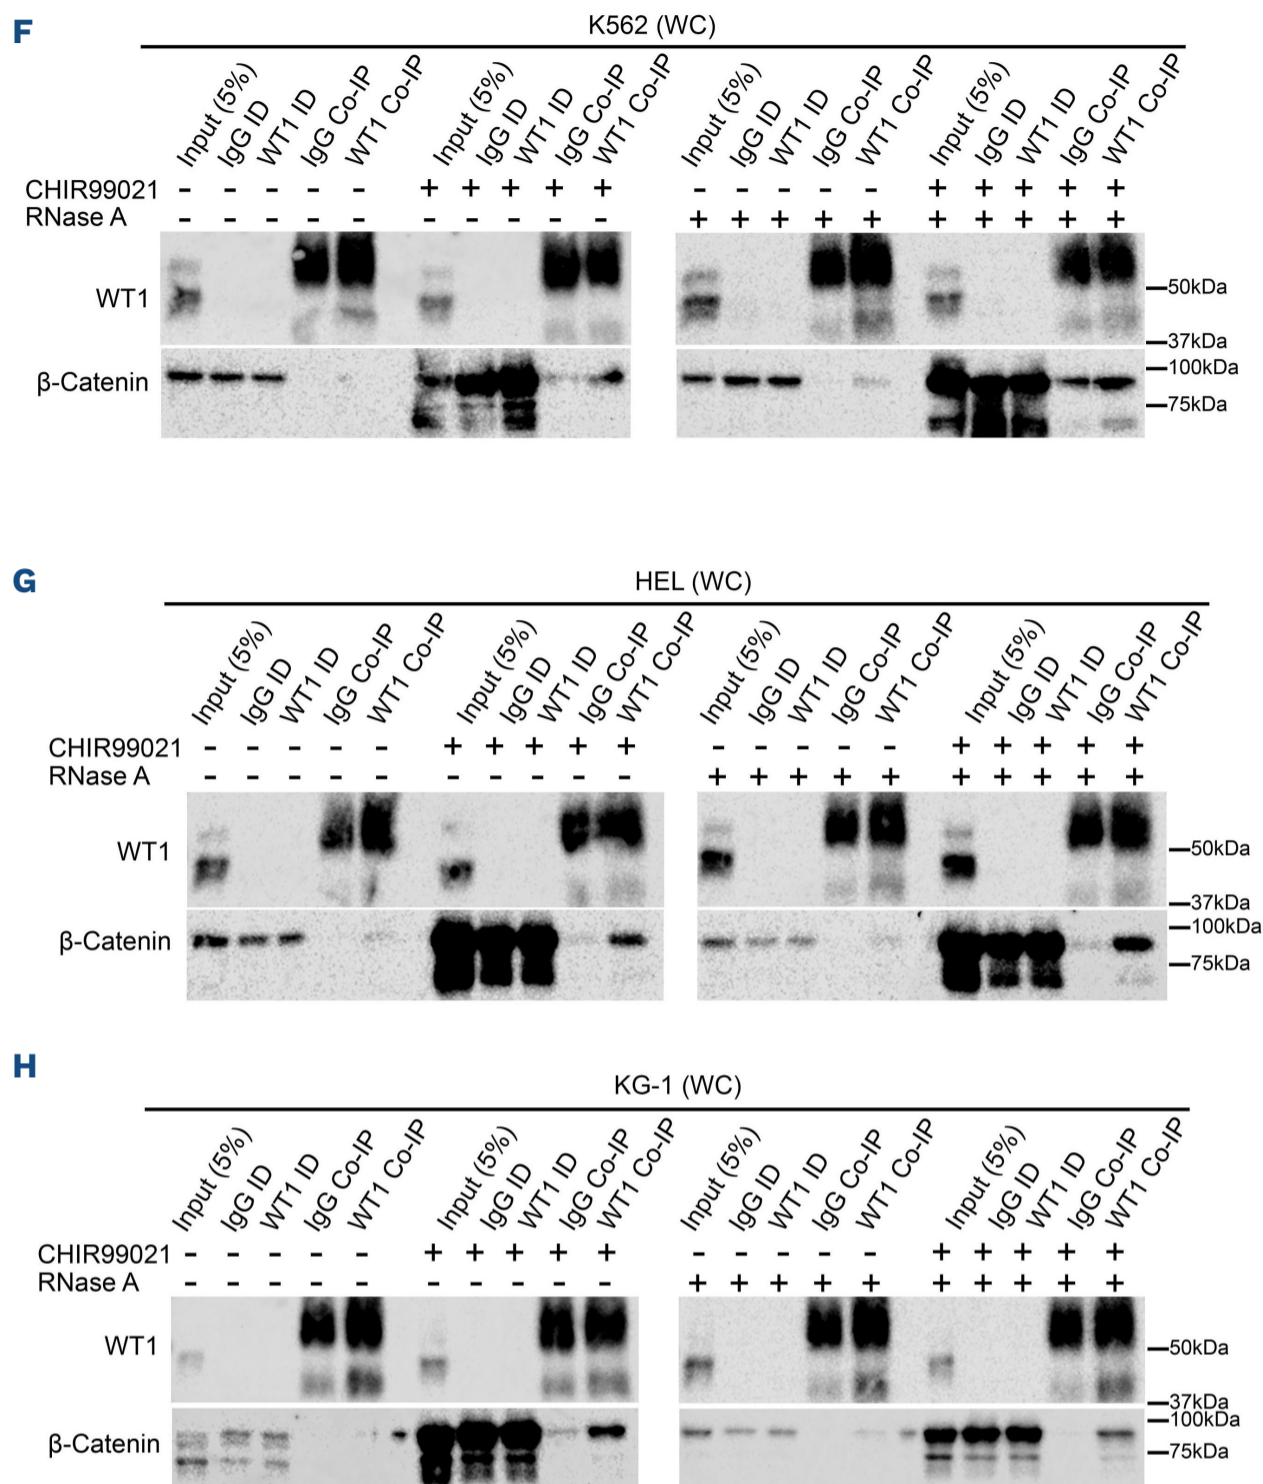 F
K562 (WC)
Input (5%) IgG ID WT1 ID IgG Co-IP WT1 Co-IP Input (5%) IgG ID WT1 ID IgG Co-IP WT1 Co-IP Input (5%) IgG ID WT1 ID IgG Co-IP WT1 Co-IP Input (5%) IgG ID WT1 ID IgG Co-IP WT1 Co-IP
CHIR99021 - - - - - + + + + + - - - - - + + + + +
RNase A - - - - - - - - - - + + + + + + + + + +
WT1
50kDa
37kDa
β-Catenin
100kDa
75kDa
G
HEL (WC)
Input (5%) IgG ID WT1 ID IgG Co-IP WT1 Co-IP Input (5%) IgG ID WT1 ID IgG Co-IP WT1 Co-IP Input (5%) IgG ID WT1 ID IgG Co-IP WT1 Co-IP Input (5%) IgG ID WT1 ID IgG Co-IP WT1 Co-IP
CHIR99021 - - - - - + + + + + - - - - - + + + + +
RNase A - - - - - - - - - - + + + + + + + + + +
WT1
50kDa
37kDa
β-Catenin
100kDa
75kDa
H
KG-1 (WC)
Input (5%) IgG ID WT1 ID IgG Co-IP WT1 Co-IP Input (5%) IgG ID WT1 ID IgG Co-IP WT1 Co-IP Input (5%) IgG ID WT1 ID IgG Co-IP WT1 Co-IP Input (5%) IgG ID WT1 ID IgG Co-IP WT1 Co-IP
CHIR99021 - - - - - + + + + + - - - - - + + + + +
RNase A - - - - - - - - - - + + + + + + + + + +
WT1
50kDa
37kDa
β-Catenin
100kDa
75kDa